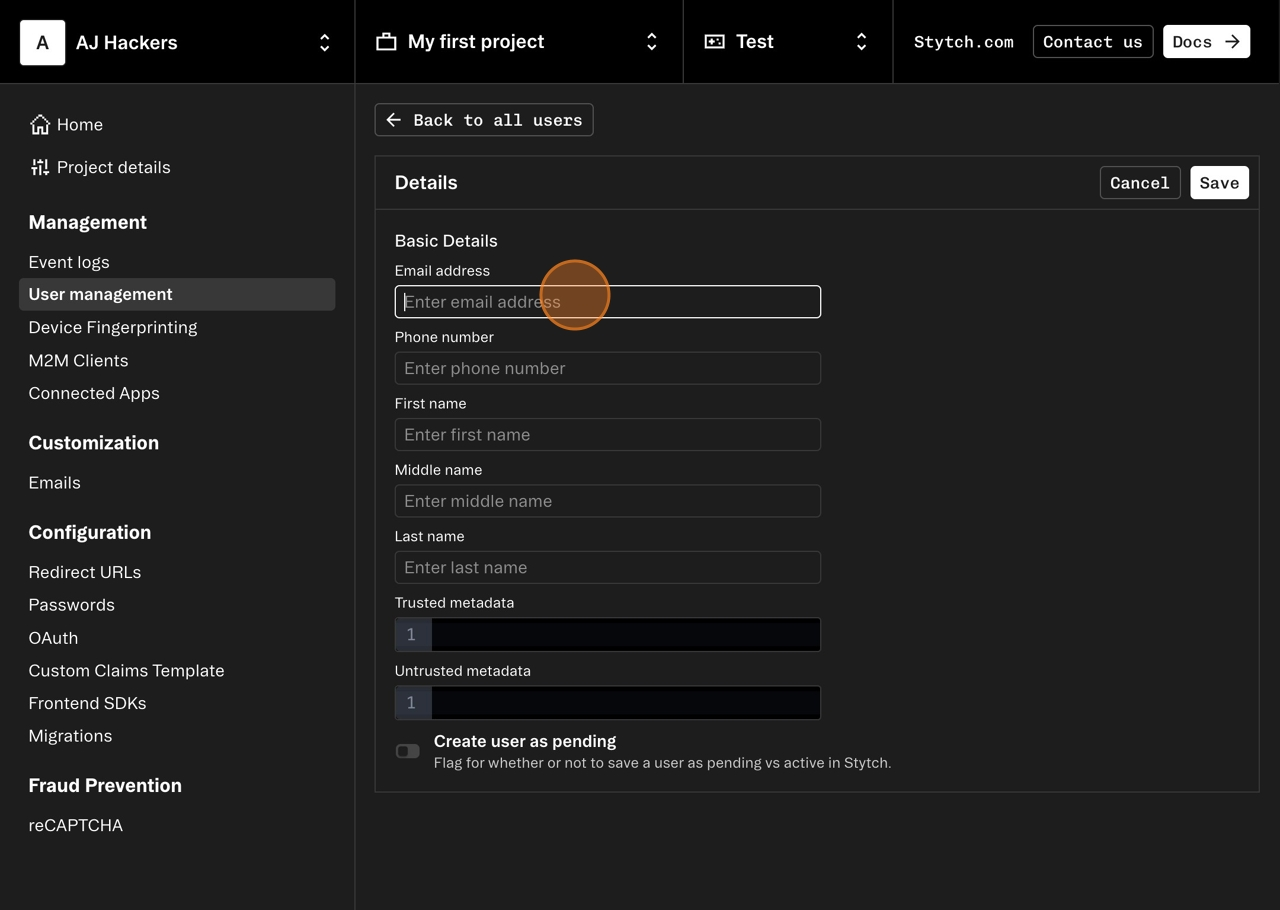 A AJ Hackers
My first project
Test
Stytch.com
Contact us
Docs →
Home
Project details
Management
Event logs
User management
Device Fingerprinting
M2M Clients
Connected Apps
Customization
Emails
Configuration
Redirect URLs
Passwords
OAuth
Custom Claims Template
Frontend SDKs
Migrations
Fraud Prevention
reCAPTCHA
← Back to all users
Details
Cancel
Save
Basic Details
Email address
Enter email address
Phone number
Enter phone number
First name
Enter first name
Middle name
Enter middle name
Last name
Enter last name
Trusted metadata
1
Untrusted metadata
1
Create user as pending
Flag for whether or not to save a user as pending vs active in Stytch.